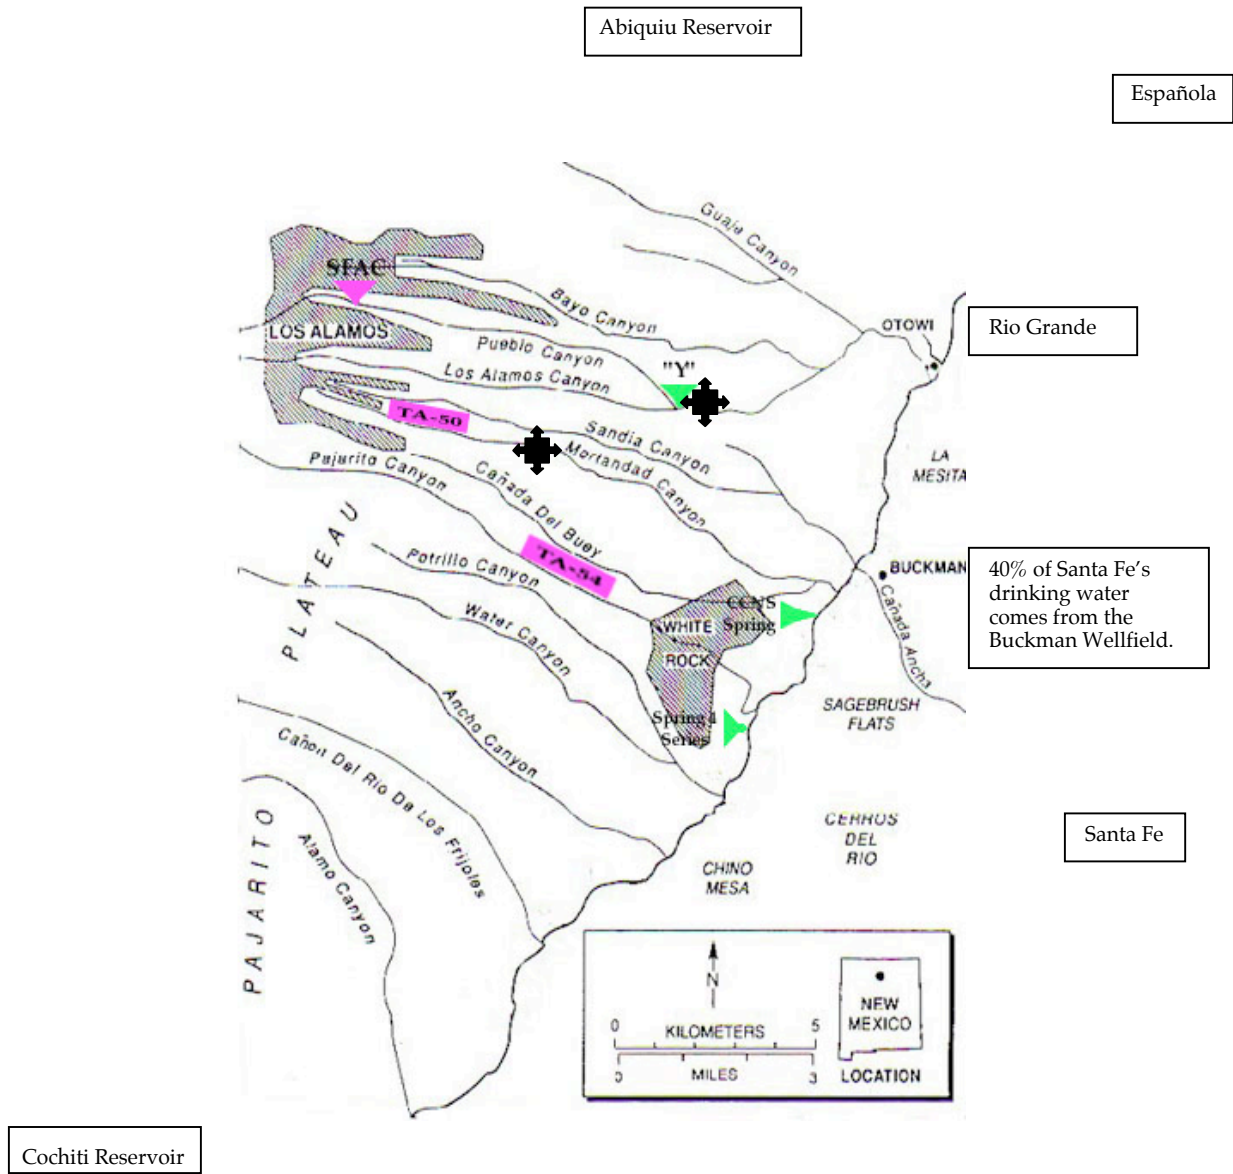 Abiquiu Reservoir
Española
Guaje Canyon
SFAC
Bayo Canyon
Rio Grande
OTOWI
LOS ALAMOS
Pueblo Canyon
"Y"
Los Alamos Canyon
TA-50
Sandia Canyon
Mortandad Canyon
LA
MESITA
Pajarito Canyon
Cañada Del Buey
TA-54
BUCKMAN
40% of Santa Fe's
drinking water
comes from the
Buckman Wellfield.
Potrillo Canyon
Water Canyon
CCNS
Spring
WHITE
ROCK
Cañada Ancha
SAGEBRUSH
FLATS
Spring 4
Series
Ancho Canyon
Cañon Del Rio De Los Frijoles
Alamo Canyon
PAJARITO
PLATEAU
CERROS
DEL
RIO
Santa Fe
CHINO
MESA
N
0 5
KILOMETERS
MILES
0 3
NEW
MEXICO
LOCATION
Cochiti Reservoir